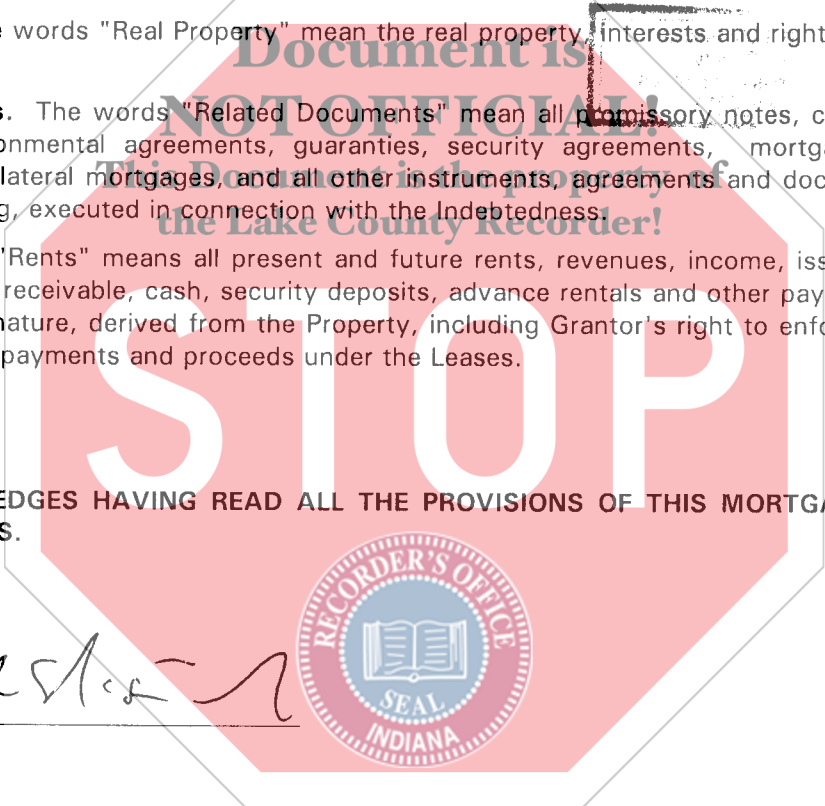 words "Real Property" mean the real property, interests and right
Document is
NOT OFFICIAL!
. The words "Related Documents" mean all promissory notes, c
onmental agreements, guaranties, security agreements, mortga
lateral mortgages, and all other instruments, agreements and doc
This Document is the property of
g, executed in connection with the Indebtedness.
the Lake County Recorder!
"Rents" means all present and future rents, revenues, income, iss
receivable, cash, security deposits, advance rentals and other pay
nature, derived from the Property, including Grantor's right to enfo
payments and proceeds under the Leases.
STOP
EDGES HAVING READ ALL THE PROVISIONS OF THIS MORTGA
S.
RECORDER'S OFFICE
SEAL
INDIANA